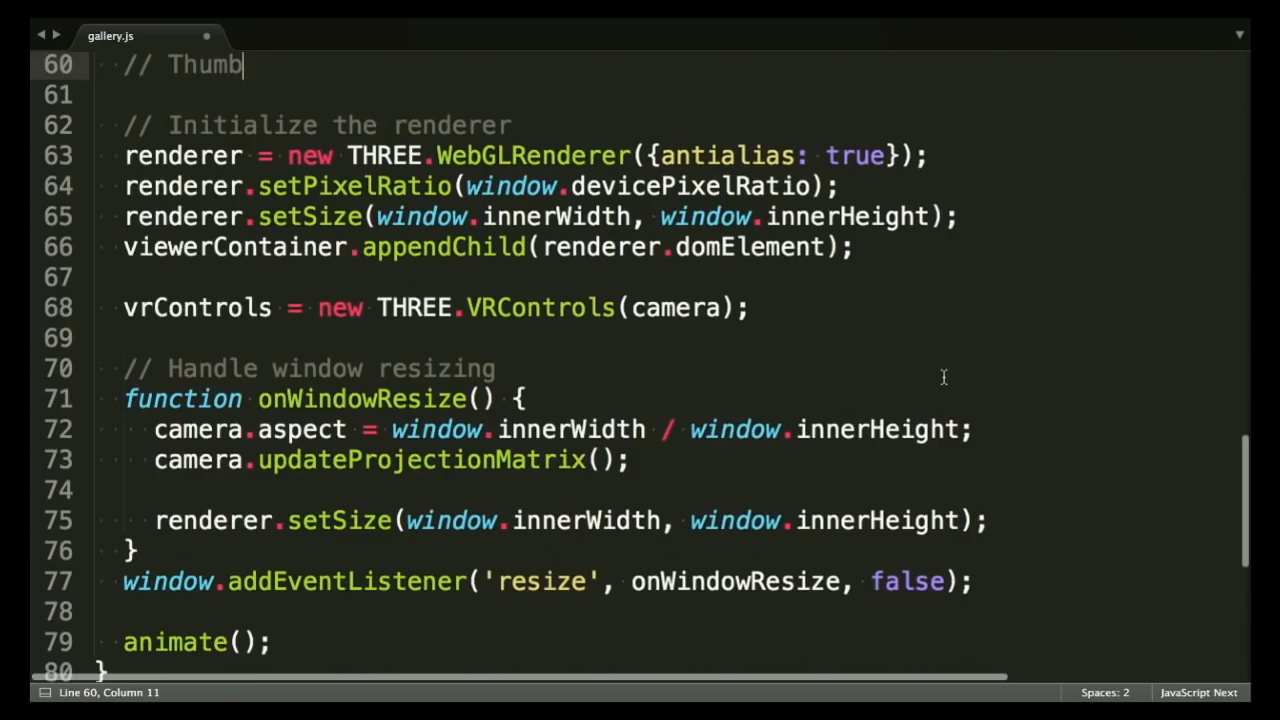 gallery.js
60 // Thumb
61
62 // Initialize the renderer
63 renderer = new THREE.WebGLRenderer({antialias: true});
64 renderer.setPixelRatio(window.devicePixelRatio);
65 renderer.setSize(window.innerWidth, window.innerHeight);
66 viewerContainer.appendChild(renderer.domElement);
67
68 vrControls = new THREE.VRControls(camera);
69
70 // Handle window resizing
71 function onWindowResize() {
72 camera.aspect = window.innerWidth / window.innerHeight;
73 camera.updateProjectionMatrix();
74
75 renderer.setSize(window.innerWidth, window.innerHeight);
76 }
77 window.addEventListener('resize', onWindowResize, false);
78
79 animate();
80 }
Line 60, Column 11 Spaces: 2 JavaScript Next